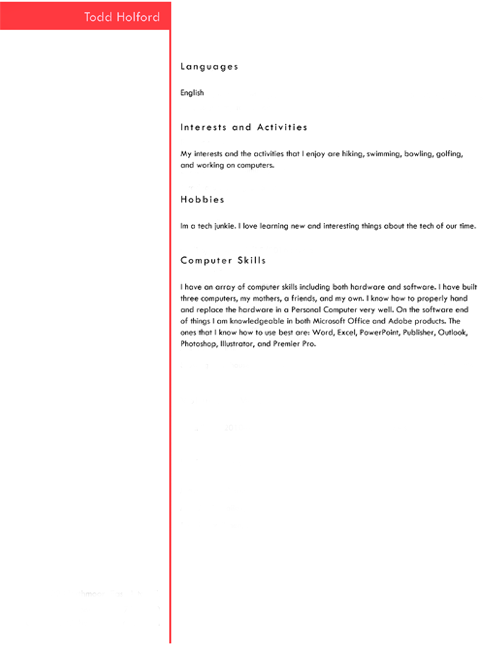 Todd Holford
Languages
English
Interests and Activities
My interests and the activities that I enjoy are hiking, swimming, bowling, golfing,
and working on computers.
Hobbies
Im a tech junkie. I love learning new and interesting things about the tech of our time.
Computer Skills
I have an array of computer skills including both hardware and software. I have built
three computers, my mothers, a friends, and my own. I know how to properly hand
and replace the hardware in a Personal Computer very well. On the software end
of things I am knowledgeable in both Microsoft Office and Adobe products. The
ones that I know how to use best are: Word, Excel, PowerPoint, Publisher, Outlook,
Photoshop, Illustrator, and Premier Pro.